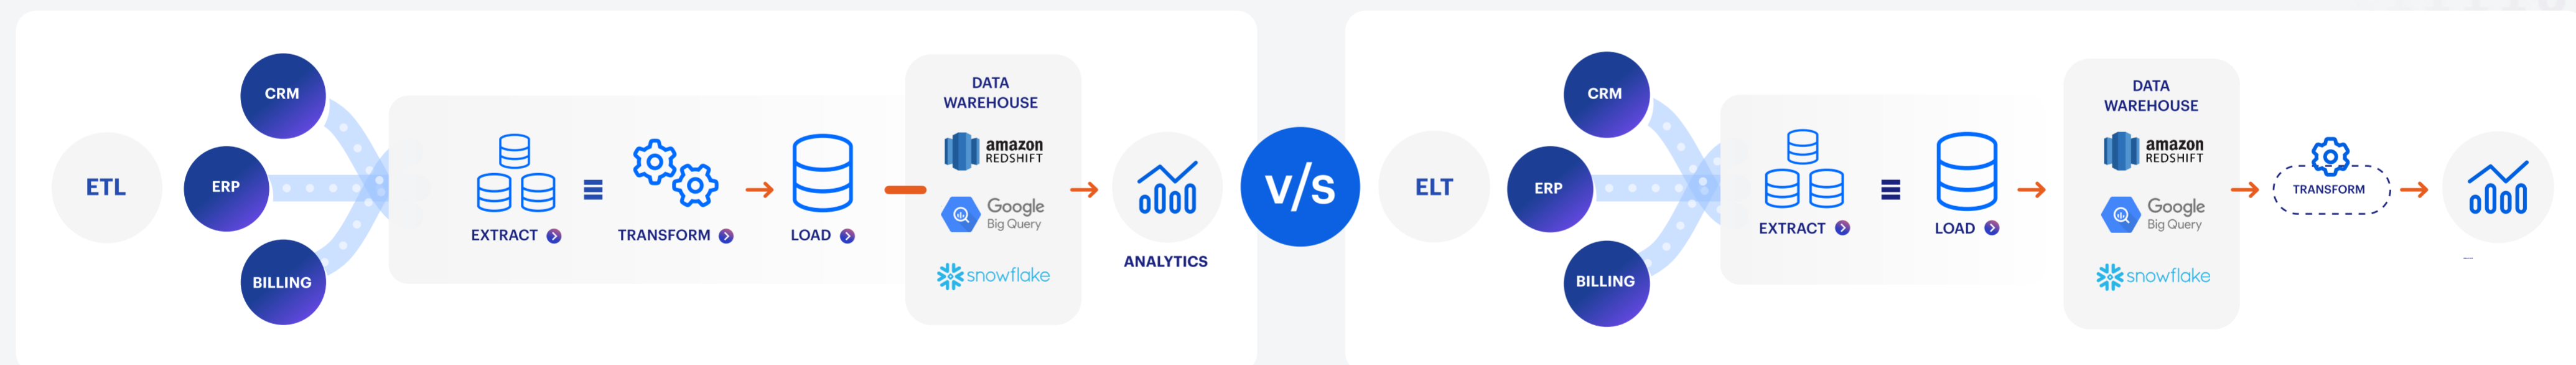 ETL
CRM
ERP
BILLING
EXTRACT
TRANSFORM
LOAD
DATA
WAREHOUSE
amazon
REDSHIFT
Google
Big Query
snowflake
ANALYTICS
V/S
ELT
CRM
ERP
BILLING
EXTRACT
LOAD
DATA
WAREHOUSE
amazon
REDSHIFT
Google
Big Query
snowflake
TRANSFORM